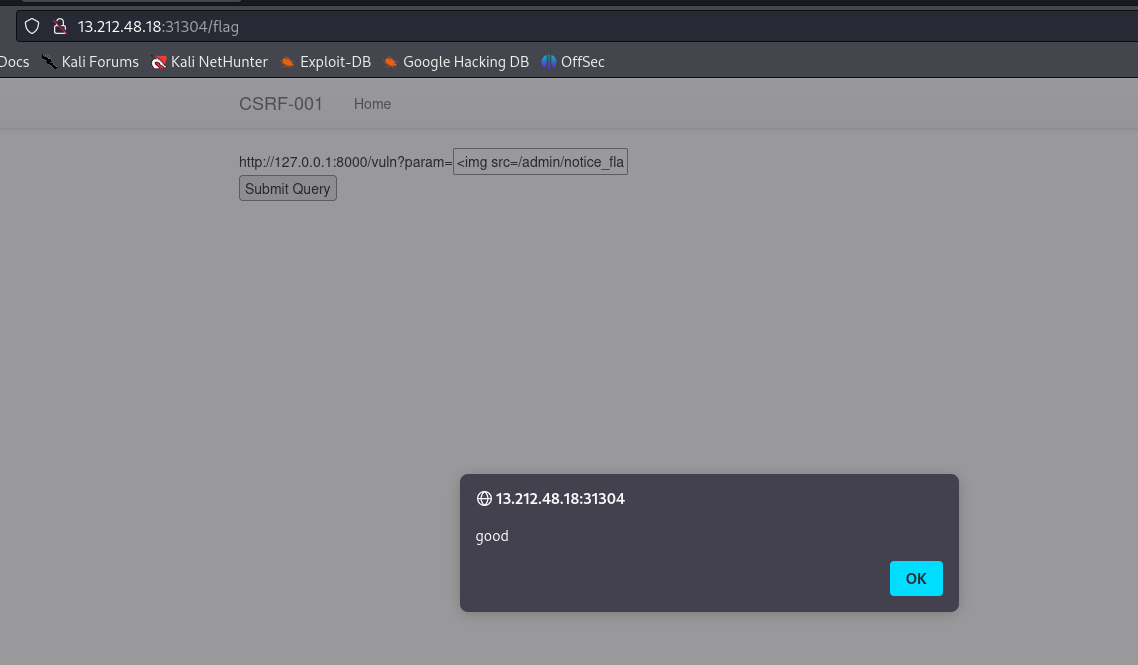 13.212.48.18:31304/flag
Docs Kali Forums Kali NetHunter Exploit-DB Google Hacking DB OffSec
CSRF-001 Home
http://127.0.0.1:8000/vuln?param= <img src=/admin/notice_fla
Submit Query
13.212.48.18:31304
good
OK